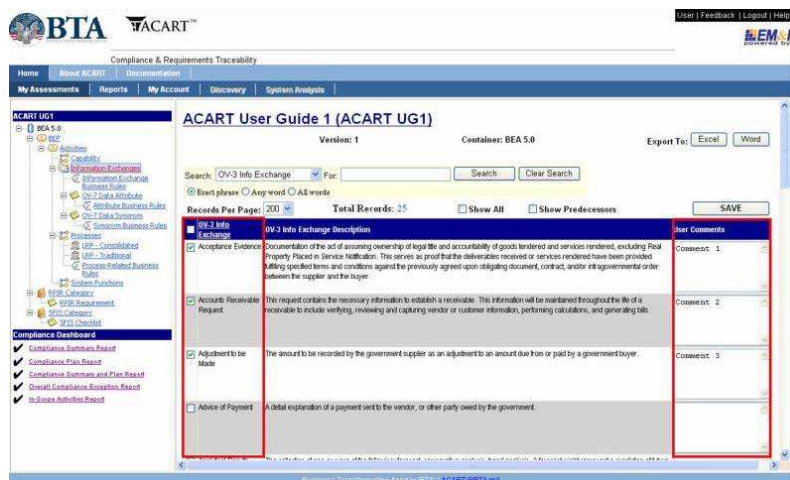 User | Feedback | Logout | Help
BTA
ACART™
EM&I
powered by
Compliance & Requirements Traceability
Home About ACART Documentation
My Assessments Reports My Account Discovery System Analysis
ACART UG1
BEA 5.0
BEP
Activities
Capability
Information Exchanges
Information Exchange
Business Rules
OV-7 Data Attribute
Attribute Business Rules
OV-7 Data Synonym
Synonym Business Rules
Processes
LRP - Consolidated
LRP - Traditional
Process-Related Business
Rules
System Functions
RPIR Category
RPIR Requirement
SFIS Category
SFIS Checklist
Compliance Dashboard
Compliance Summary Report
Compliance Plan Report
Compliance Summary and Plan Report
Overall Compliance Exception Report
In-Scope Activities Report
ACART User Guide 1 (ACART UG1)
Version: 1 Container: BEA 5.0 Export To: Excel Word
Search: OV-3 Info Exchange For: Search Clear Search
Exact phrase Any word All words
Records Per Page: 200 Total Records: 25 Show All Show Predecessors SAVE
OV-3 Info
Exchange
OV-3 Info Exchange Description
User Comments
Acceptance Evidence
Documentation of the act of assuming ownership of legal title and accountability of goods tendered and services rendered, excluding Real
Property Placed in Service Notification. This serves as proof that the deliverables received or services rendered have been provided
fulfilling specified terms and conditions against the previously agreed upon obligating document, contract, and/or intragovernmental order
between the supplier and the buyer.
Comment 1
Accounts Receivable
Request
This request contains the necessary information to establish a receivable. This information will be maintained throughout the life of a
receivable to include verifying, reviewing and capturing vendor or customer information, performing calculations, and generating bills.
Comment 2
Adjustment to be
Made
The amount to be recorded by the government supplier as an adjustment to an amount due from or paid by a government buyer.
Comment 3
Advice of Payment
A detail explanation of a payment sent to the vendor, or other party owed by the government.